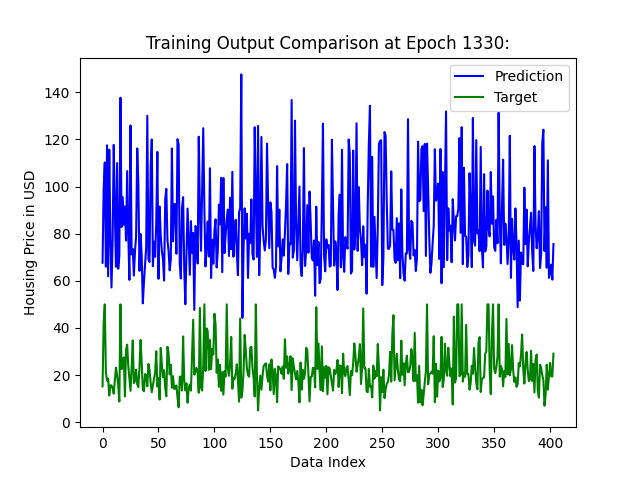 Training Output Comparison at Epoch 1330:
Prediction
Target
Housing Price in USD
140
120
100
80
60
40
20
0
0 50 100 150 200 250 300 350 400
Data Index